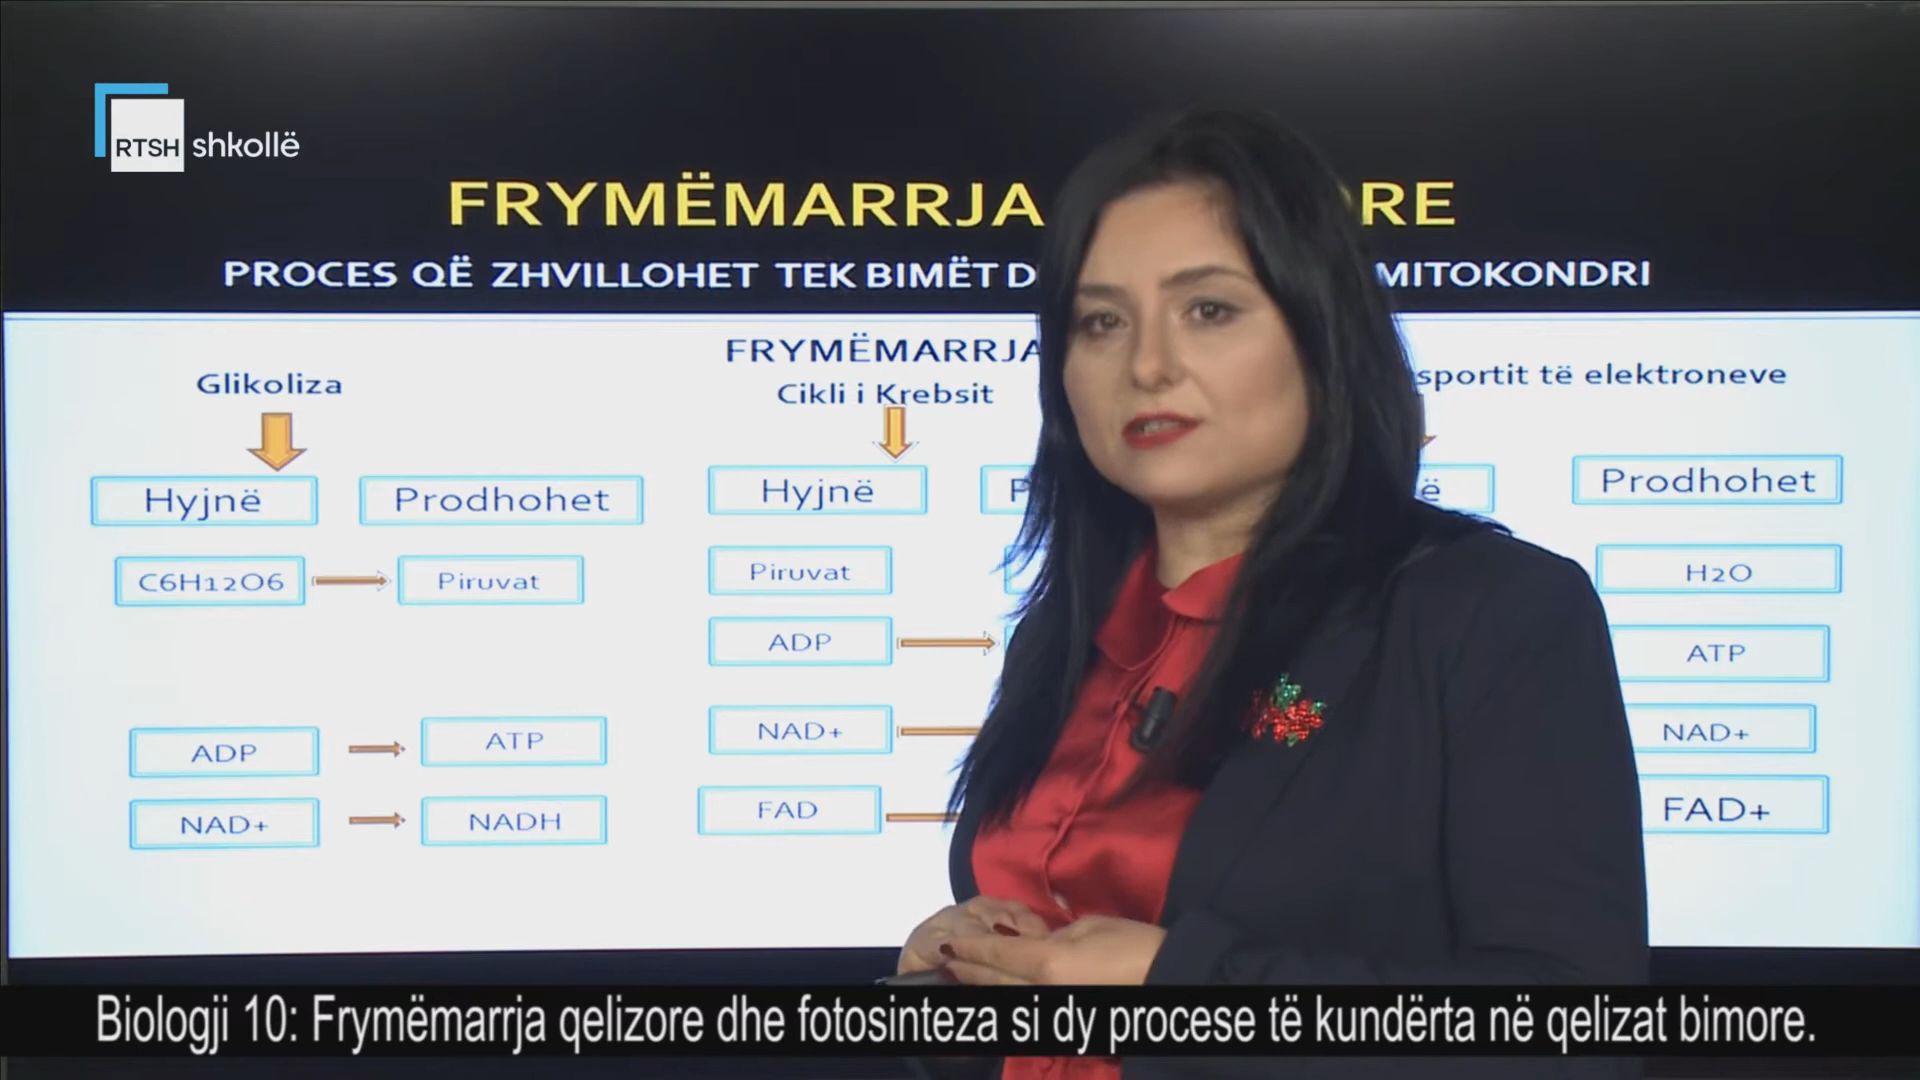 RTSH shkollë
FRYMËMARRJA RE
PROCES QË ZHVILLOHET TEK BIMËT MITOKONDRI
FRYMËMARRJA
Glikoliza
Cikli i Krebsit
të elektroneve
Hyjnë
Prodhohet
Hyjnë
Prodhohet
C6H12O6
Piruvat
Piruvat
H2O
ADP
ATP
ADP
ATP
NAD+
NAD+
NAD+
NADH
FAD
FAD+
Biologji 10: Frymëmarrja qelizore dhe fotosinteza si dy procese të kundërta në qelizat bimore.